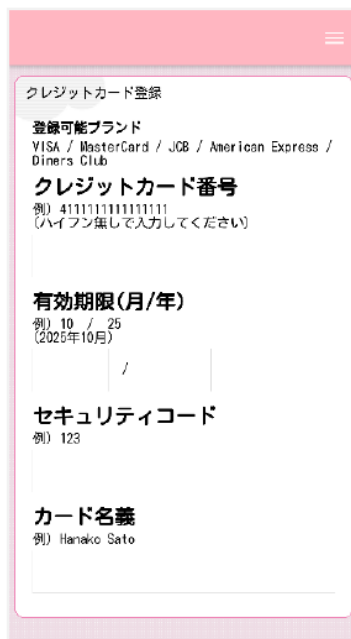 クレジットカード登録
登録可能ブランド
VISA / MasterCard / JCB / American Express /
Diners Club
クレジットカード番号
例) 4111111111111111
(ハイフン無しで入力してください)
有効期限(月/年)
例) 10 / 25
(2025年10月)
/
セキュリティコード
例) 123
カード名義
例) Hanako Sato